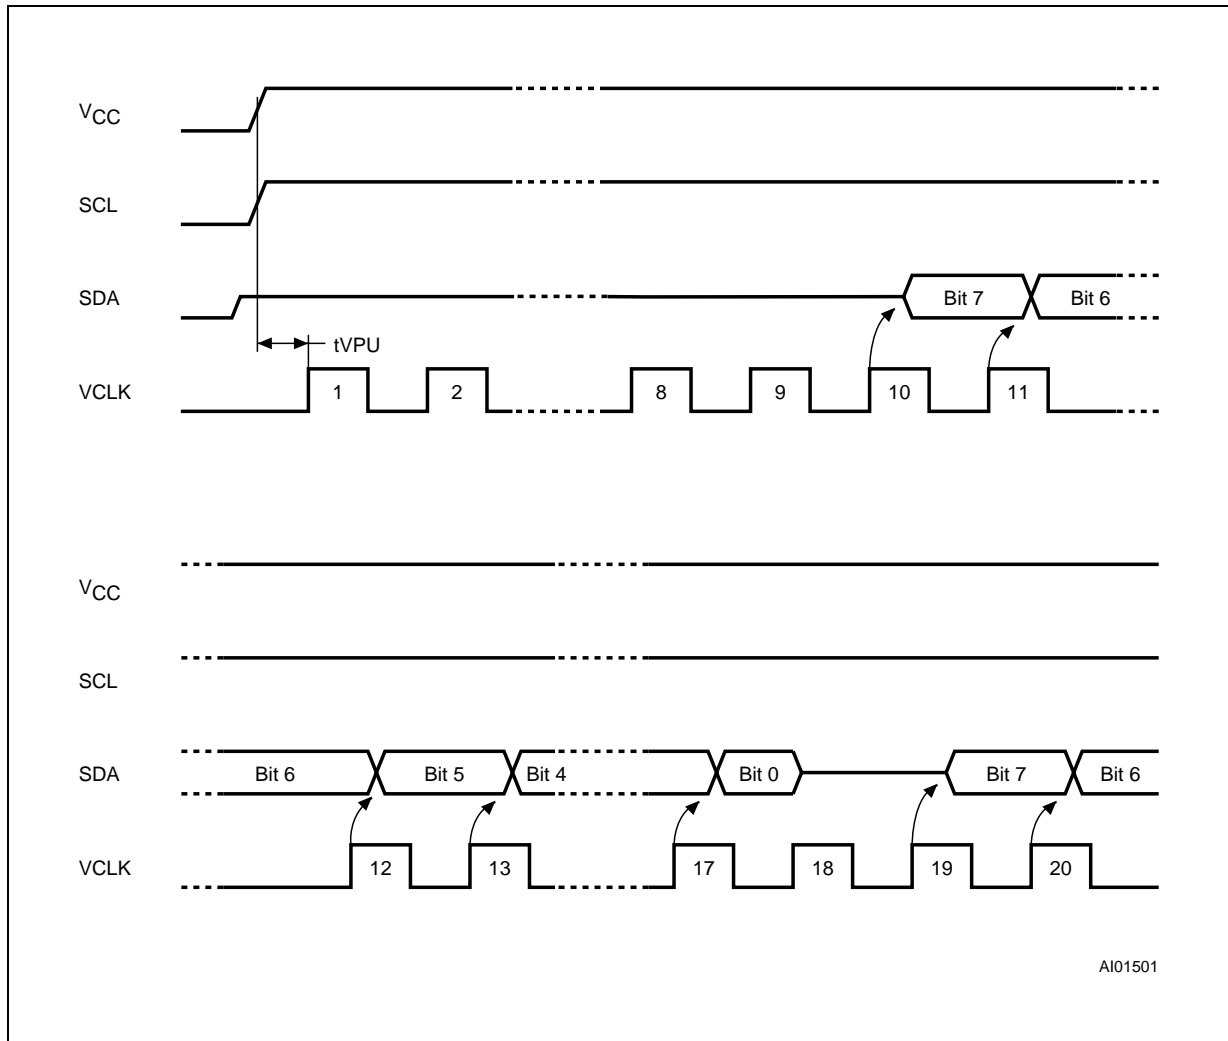 VCC
SCL
SDA Bit 7 Bit 6
tVPU
VCLK 1 2 8 9 10 11
VCC
SCL
SDA Bit 6 Bit 5 Bit 4 Bit 0 Bit 7 Bit 6
VCLK 12 13 17 18 19 20
AI01501